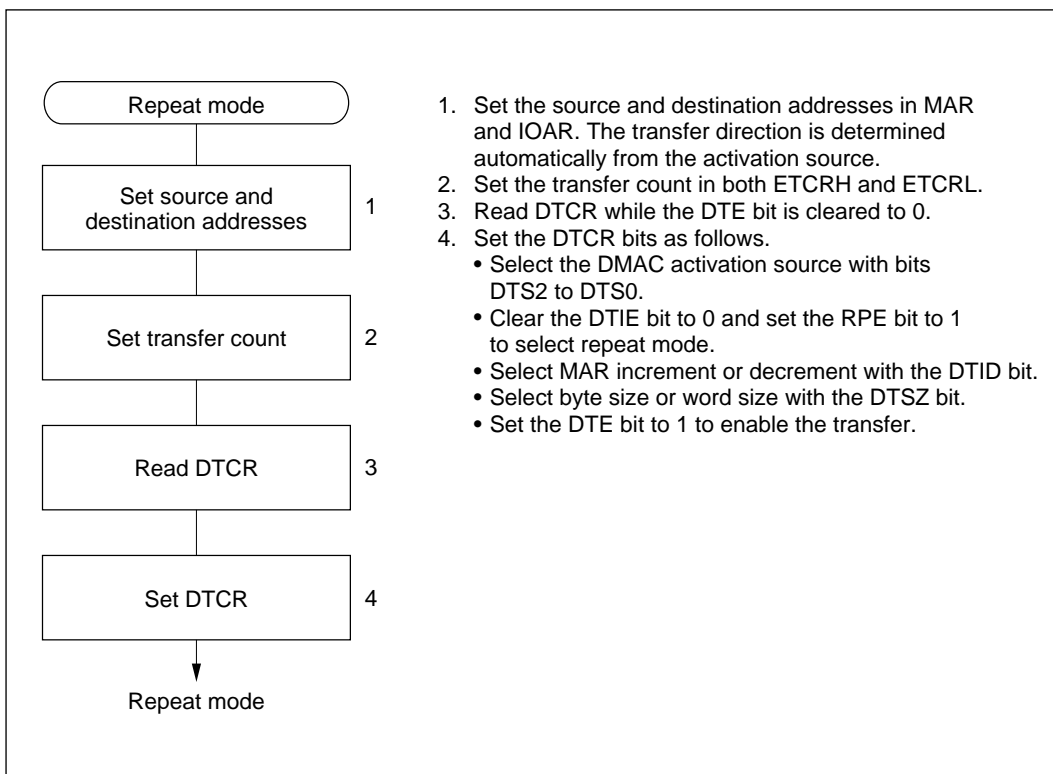 Repeat mode
Set source and
destination addresses
1
Set transfer count
2
Read DTCR
3
Set DTCR
4
Repeat mode
1. Set the source and destination addresses in MAR
and IOAR. The transfer direction is determined
automatically from the activation source.
2. Set the transfer count in both ETCRH and ETCRL.
3. Read DTCR while the DTE bit is cleared to 0.
4. Set the DTCR bits as follows.
• Select the DMAC activation source with bits
DTS2 to DTS0.
• Clear the DTIE bit to 0 and set the RPE bit to 1
to select repeat mode.
• Select MAR increment or decrement with the DTID bit.
• Select byte size or word size with the DTSZ bit.
• Set the DTE bit to 1 to enable the transfer.